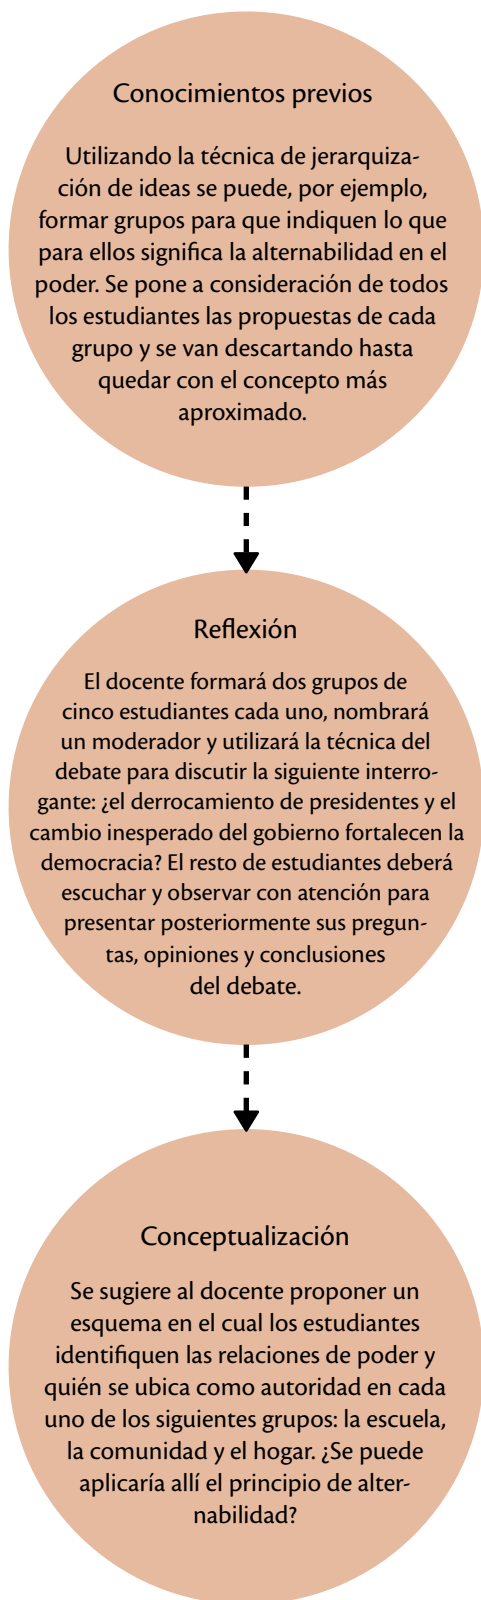 Conocimientos previos
Utilizando la técnica de jerarquiza-
ción de ideas se puede, por ejemplo,
formar grupos para que indiquen lo que
para ellos significa la alternabilidad en el
poder. Se pone a consideración de todos
los estudiantes las propuestas de cada
grupo y se van descartando hasta
quedar con el concepto más
aproximado.
Reflexión
El docente formará dos grupos de
cinco estudiantes cada uno, nombrará
un moderador y utilizará la técnica del
debate para discutir la siguiente interro-
gante: ¿el derrocamiento de presidentes y el
cambio inesperado del gobierno fortalecen la
democracia? El resto de estudiantes deberá
escuchar y observar con atención para
presentar posteriormente sus pregun-
tas, opiniones y conclusiones
del debate.
Conceptualización
Se sugiere al docente proponer un
esquema en el cual los estudiantes
identifiquen las relaciones de poder y
quién se ubica como autoridad en cada
uno de los siguientes grupos: la escuela,
la comunidad y el hogar. ¿Se puede
aplicaría allí el principio de alter-
nabilidad?